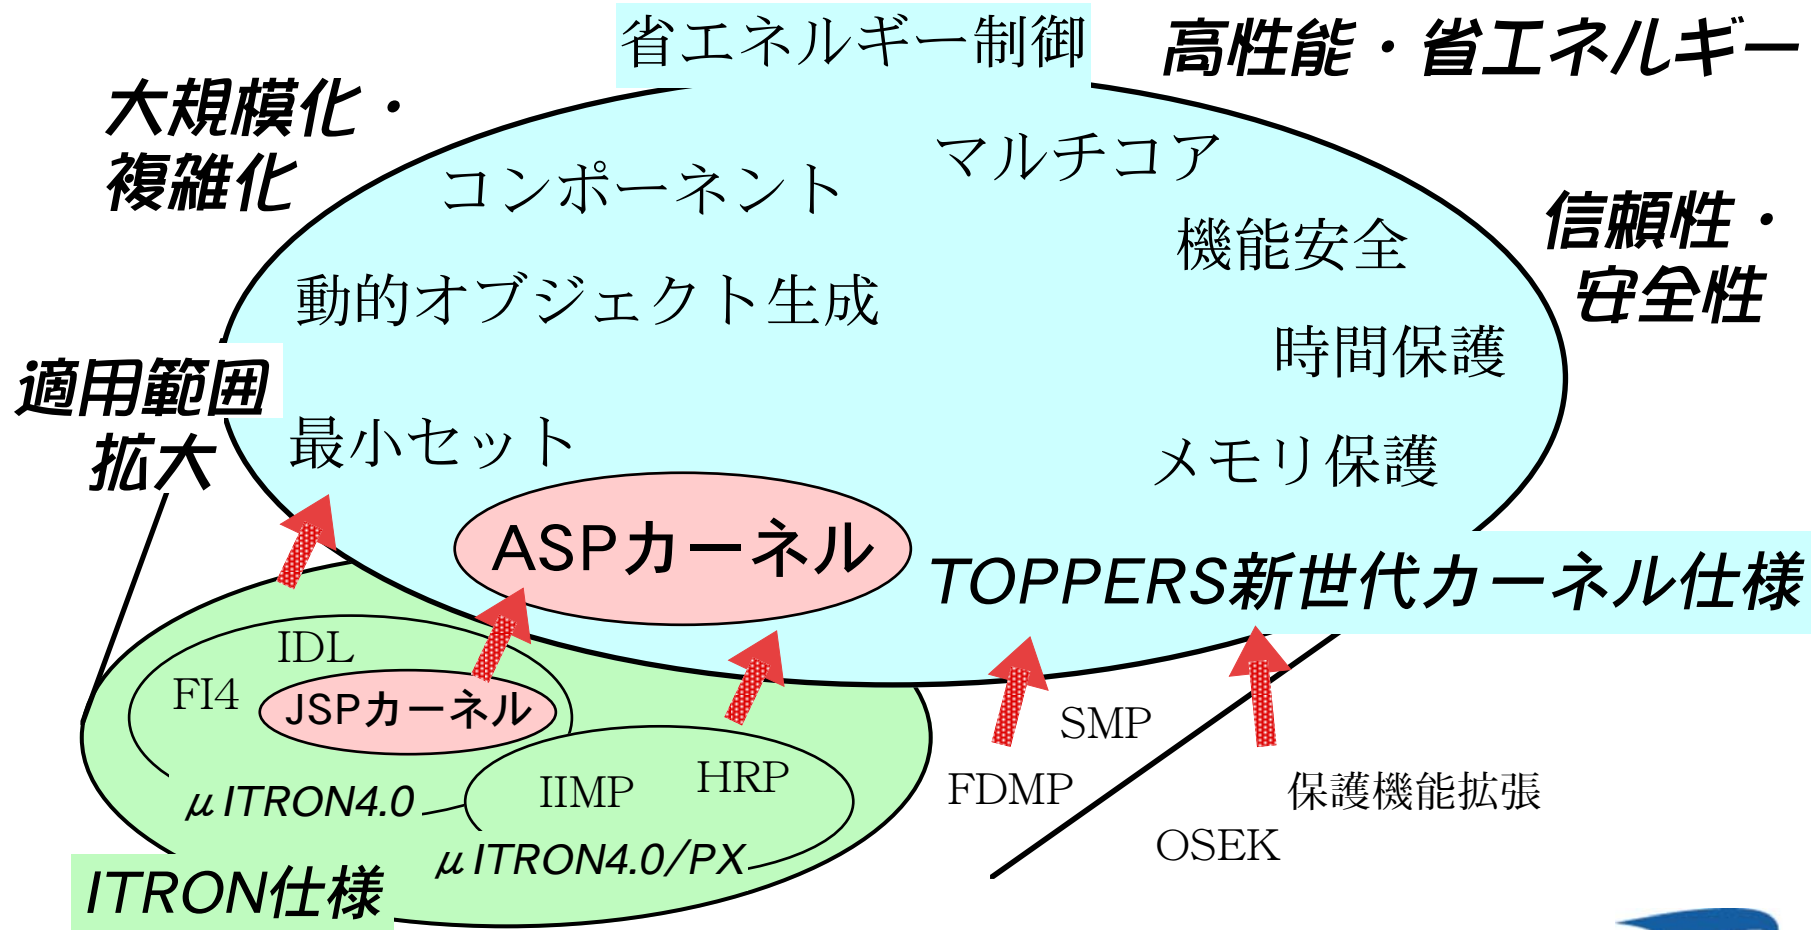 省エネルギー制御
高性能・省エネルギー
大規模化・
複雑化
マルチコア
コンポーネント
機能安全
信頼性・
安全性
動的オブジェクト生成
時間保護
適用範囲
拡大
最小セット
メモリ保護
ASPカーネル
TOPPERS新世代カーネル仕様
IDL
FI4
JSPカーネル
SMP
HRP
IIMP
FDMP
保護機能拡張
μITRON4.0
OSEK
μITRON4.0/PX
ITRON仕様